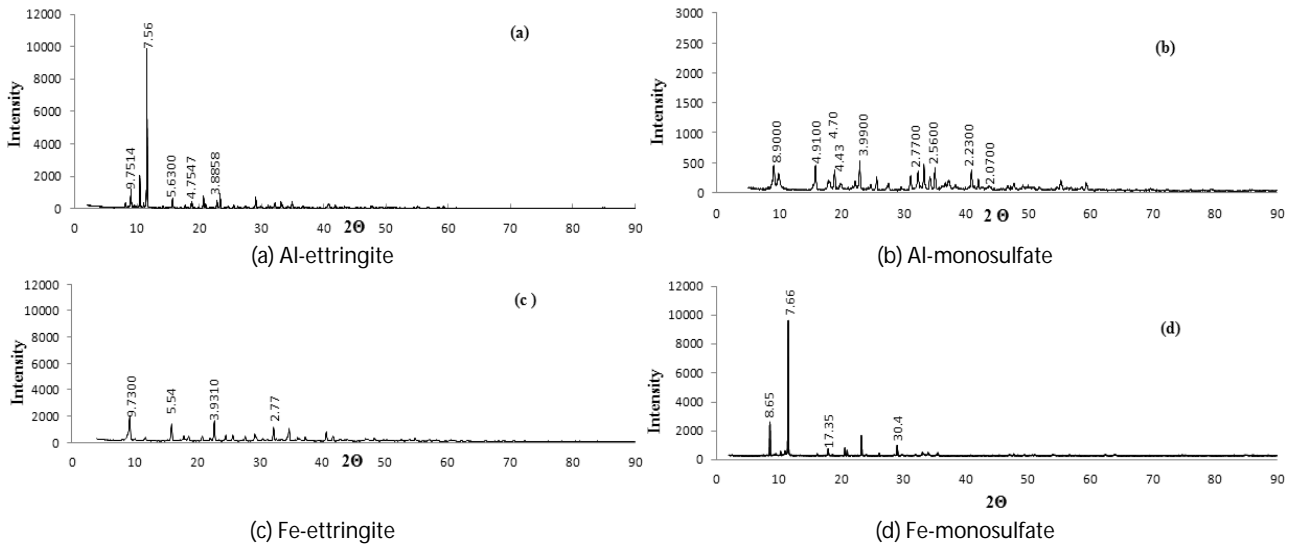 12000
10000
8000
6000
4000
2000
0
Intensity
9.7514
7.56
5.6300
4.7547
3.8858
(a)
0 10 20 30 40 50 60 70 80 90
2Θ
(a) Al-ettringite
3000
2500
2000
1500
1000
500
0
Intensity
8.9000
4.9100
4.70
4.43
3.9900
2.7700
2.5600
2.2300
2.0700
(b)
0 10 20 30 40 50 60 70 80 90
2 Θ
(b) Al-monosulfate
12000
10000
8000
6000
4000
2000
0
Intensity
9.7300
5.54
3.9310
2.77
(c )
0 10 20 30 40 50 60 70 80 90
2Θ
(c) Fe-ettringite
12000
10000
8000
6000
4000
2000
0
Intensity
8.65
7.66
17.35
30.4
(d)
0 10 20 30 40 50 60 70 80 90
2Θ
(d) Fe-monosulfate